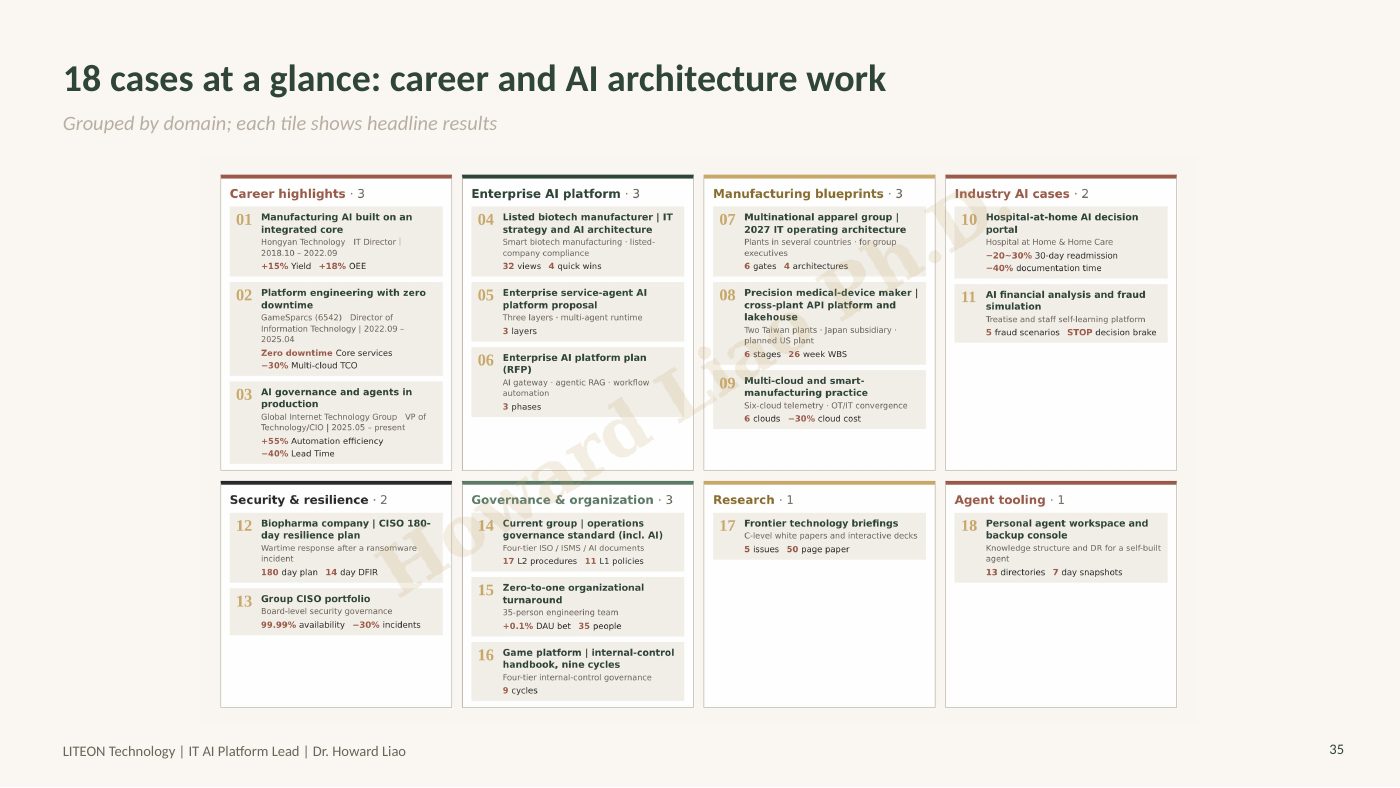 18 cases at a glance: career and AI architecture work
Grouped by domain; each tile shows headline results
Career highlights · 3
01 Manufacturing AI built on an
integrated core
Hongyan Technology IT Director |
2018.10 – 2022.09
+15% Yield +18% OEE
02 Platform engineering with zero
downtime
GameSparcs (6542) Director of
Information Technology | 2022.09 –
2025.04
Zero downtime Core services
−30% Multi-cloud TCO
03 AI governance and agents in
production
Global Internet Technology Group VP of
Technology/CIO | 2025.05 – present
+55% Automation efficiency
−40% Lead Time
Enterprise AI platform · 3
04 Listed biotech manufacturer | IT
strategy and AI architecture
Smart biotech manufacturing · listed-
company compliance
32 views 4 quick wins
05 Enterprise service-agent AI
platform proposal
Three layers · multi-agent runtime
3 layers
06 Enterprise AI platform plan
(RFP)
AI gateway · agentic RAG · workflow
automation
3 phases
Manufacturing blueprints · 3
07 Multinational apparel group |
2027 IT operating architecture
Plants in several countries · for group
executives
6 gates 4 architectures
08 Precision medical-device maker |
cross-plant API platform and
lakehouse
Two Taiwan plants · Japan subsidiary ·
planned US plant
6 stages 26 week WBS
09 Multi-cloud and smart-
manufacturing practice
Six-cloud telemetry · OT/IT convergence
6 clouds −30% cloud cost
Industry AI cases · 2
10 Hospital-at-home AI decision
portal
Hospital at Home & Home Care
−20~30% 30-day readmission
−40% documentation time
11 AI financial analysis and fraud
simulation
Treatise and staff self-learning platform
5 fraud scenarios STOP decision brake
Security & resilience · 2
12 Biopharma company | CISO 180-
day resilience plan
Wartime response after a ransomware
incident
180 day plan 14 day DFIR
13 Group CISO portfolio
Board-level security governance
99.99% availability −30% incidents
Governance & organization · 3
14 Current group | operations
governance standard (incl. AI)
Four-tier ISO / ISMS / AI documents
17 L2 procedures 11 L1 policies
15 Zero-to-one organizational
turnaround
35-person engineering team
+0.1% DAU bet 35 people
16 Game platform | internal-control
handbook, nine cycles
Four-tier internal-control governance
9 cycles
Research · 1
17 Frontier technology briefings
C-level white papers and interactive decks
5 issues 50 page paper
Agent tooling · 1
18 Personal agent workspace and
backup console
Knowledge structure and DR for a self-built
agent
13 directories 7 day snapshots
Howard Liao Ph.D.
LITEON Technology | IT AI Platform Lead | Dr. Howard Liao
35